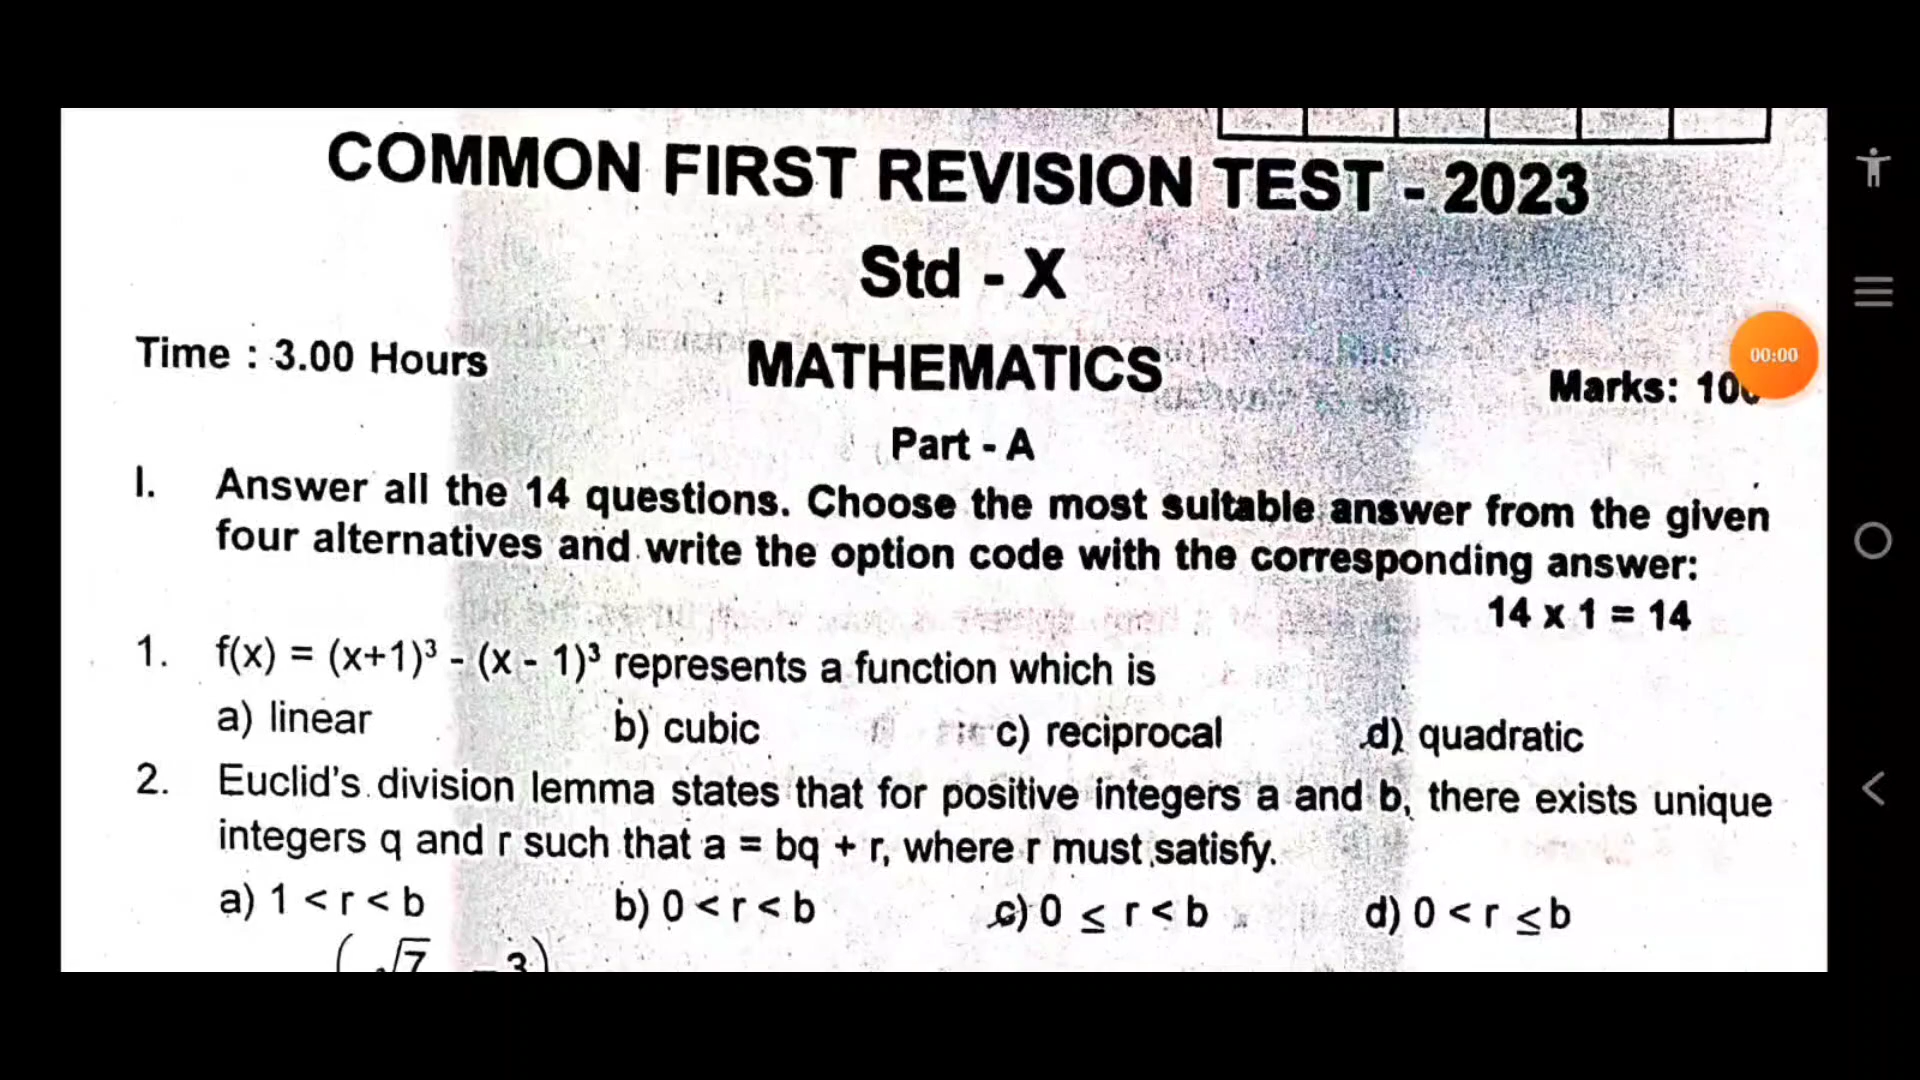 COMMON FIRST REVISION TEST - 2023
Std - X
Time : 3.00 Hours
MATHEMATICS
00:00
Marks: 10
Part - A
I. Answer all the 14 questions. Choose the most suitable answer from the given
four alternatives and write the option code with the corresponding answer:
14 x 1 = 14
1. f(x) = (x+1)³ - (x - 1)³ represents a function which is
a) linear b) cubic c) reciprocal d) quadratic
2. Euclid's division lemma states that for positive integers a and b, there exists unique
integers q and r such that a = bq + r, where r must satisfy.
a) 1 < r < b b) 0 < r < b c) 0 ≤ r < b d) 0 < r ≤ b